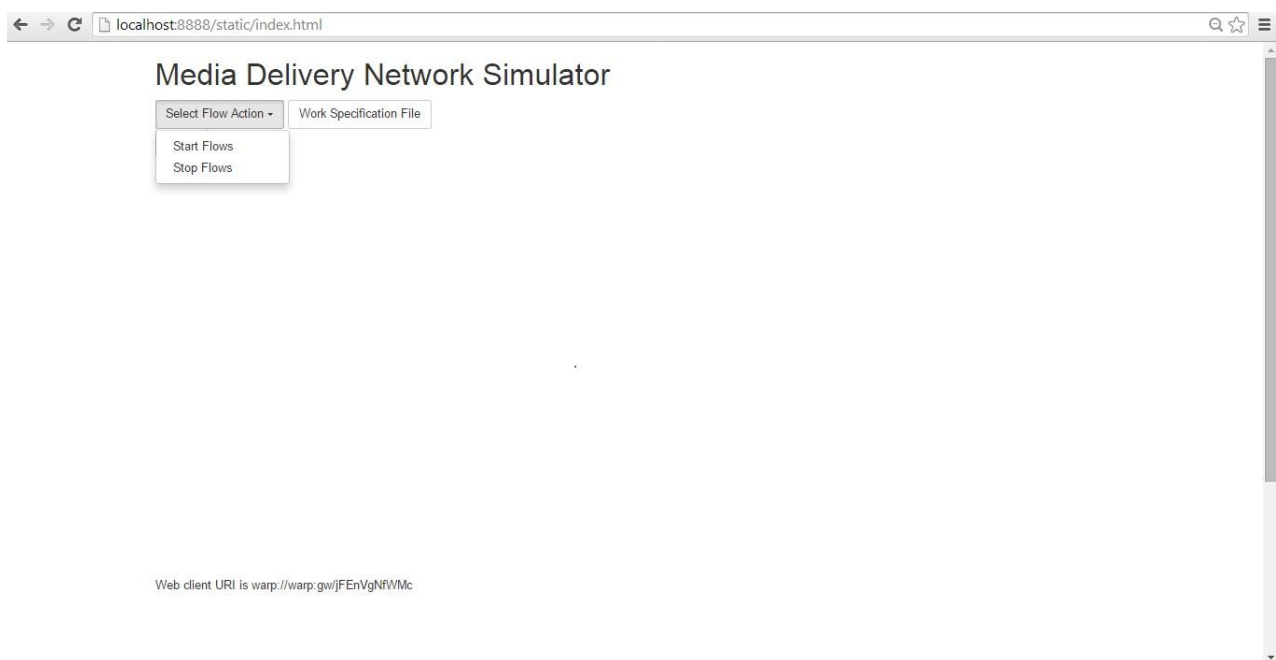 localhost:8888/static/index.html
Media Delivery Network Simulator
Select Flow Action
Work Specification File
Start Flows
Stop Flows
Web client URI is warp://warp:gw/jFEnVgNfWMc